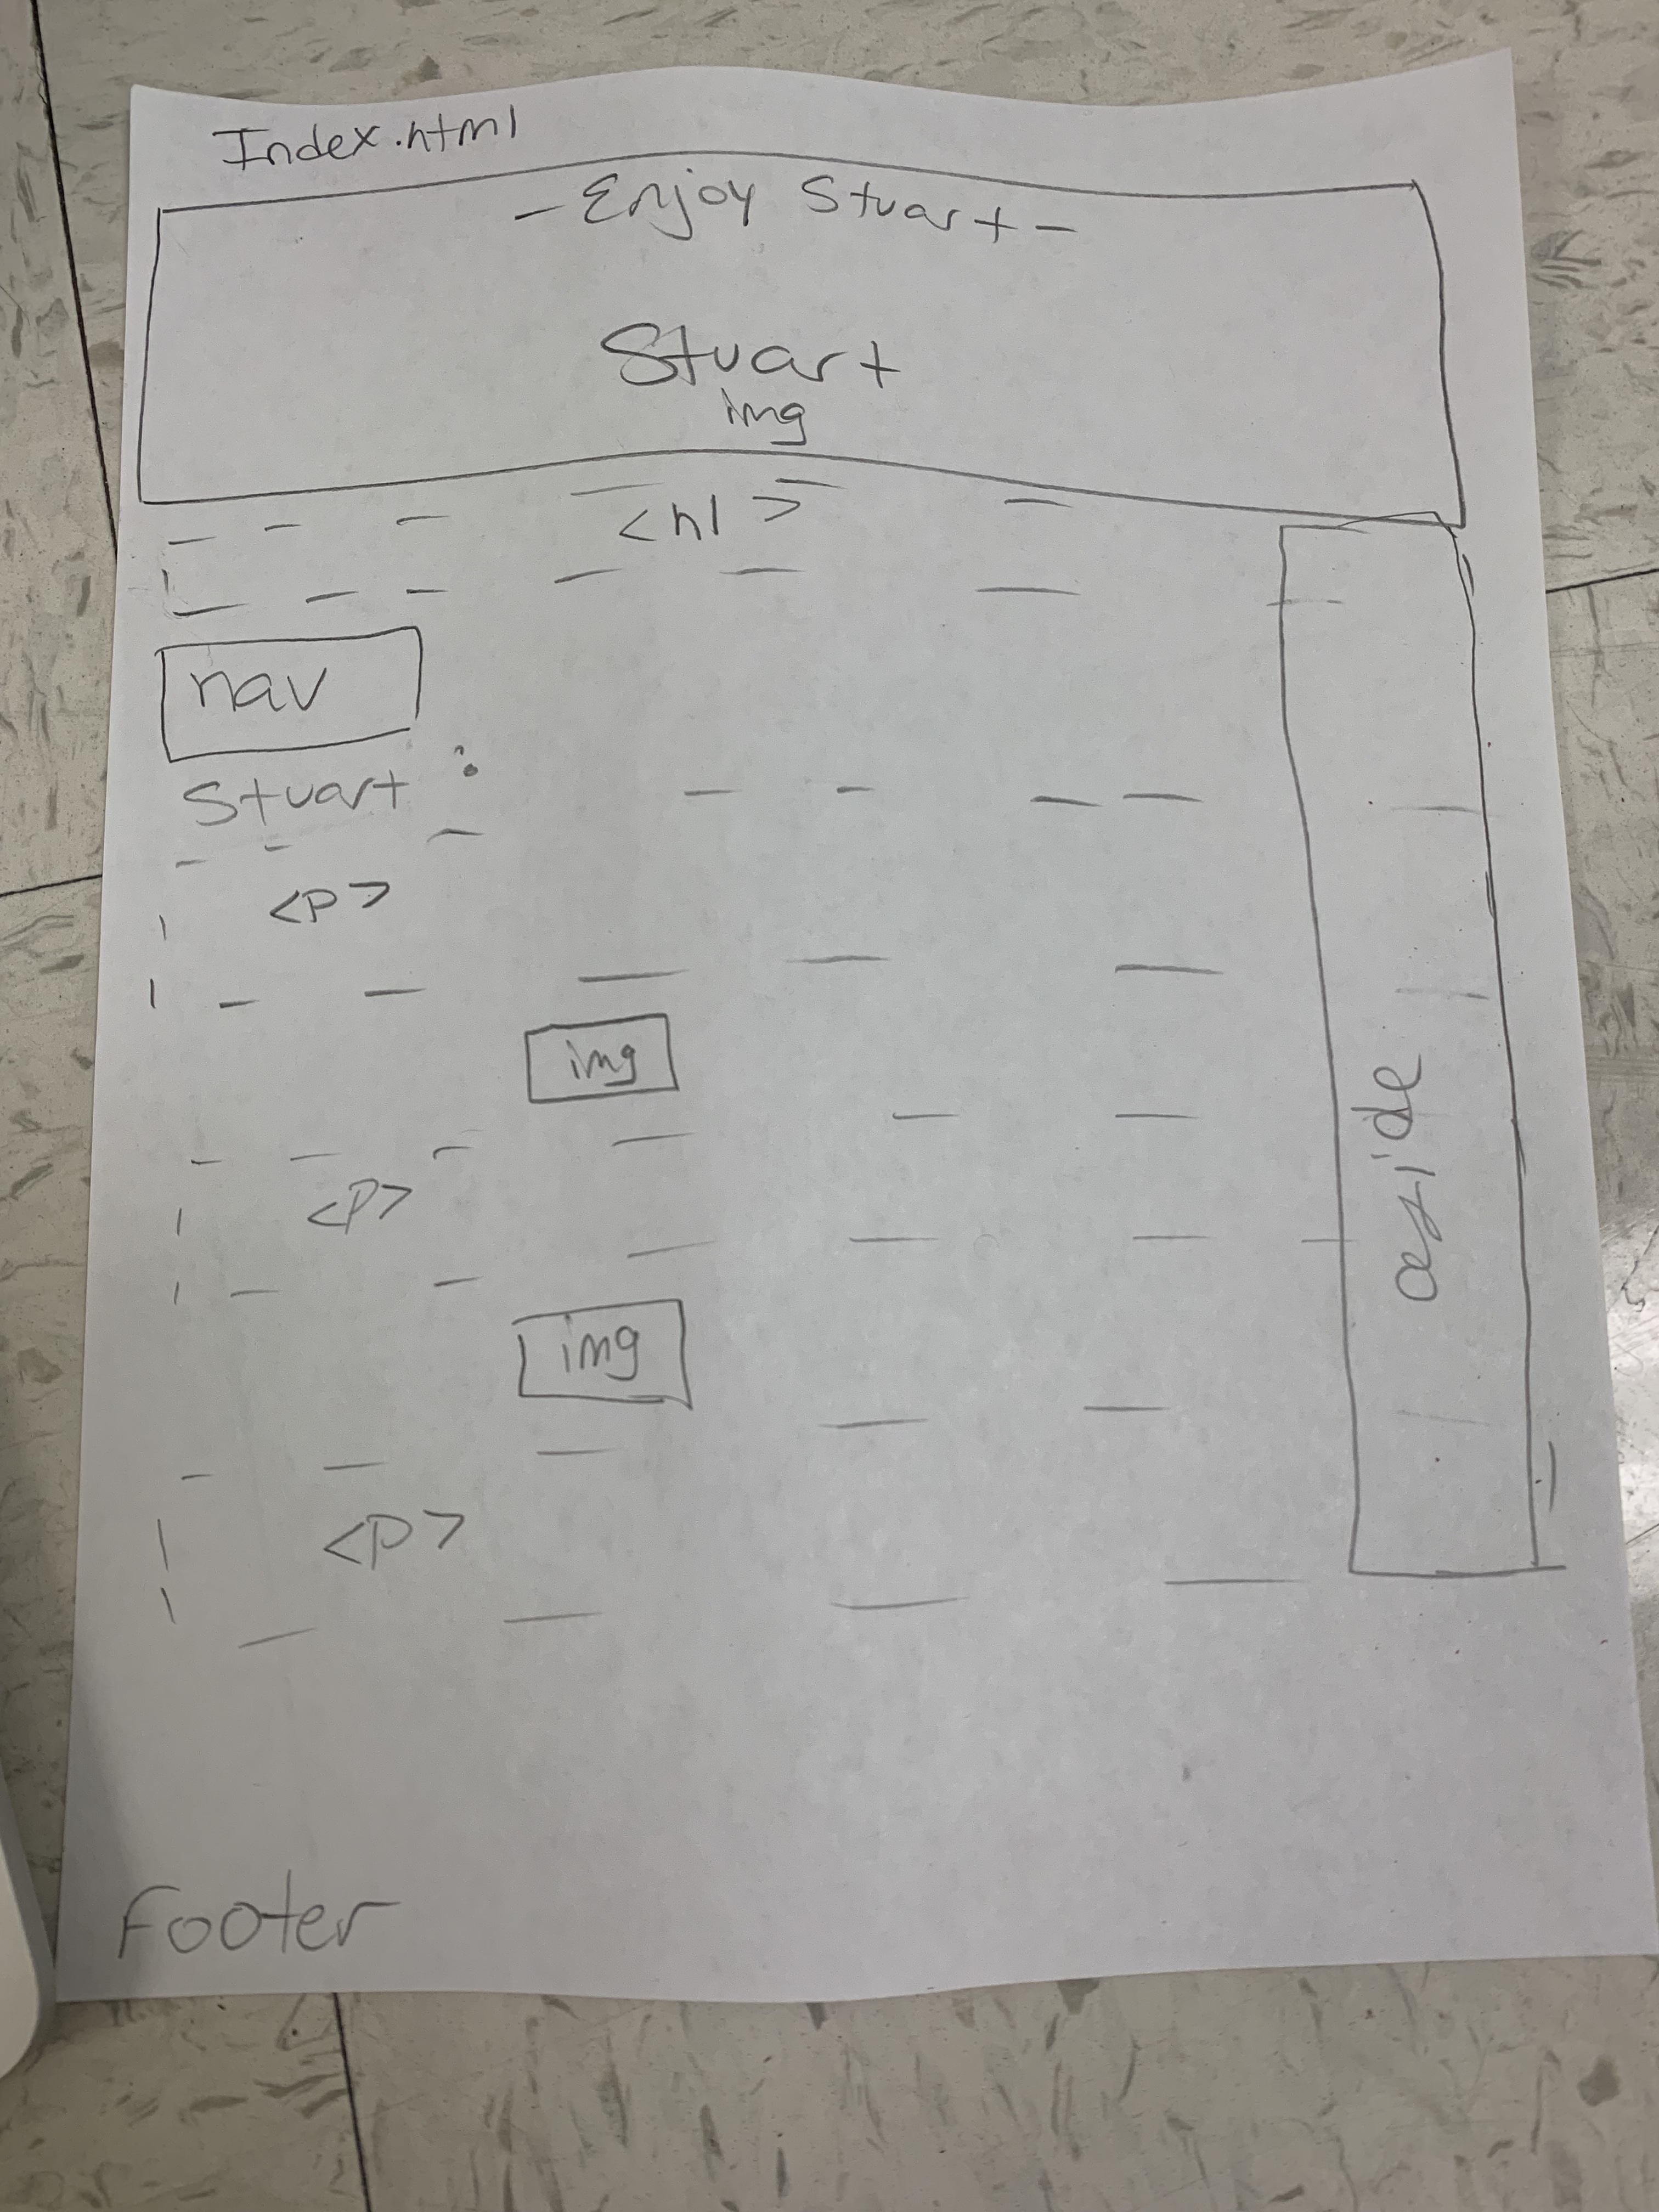 Index.html
- Enjoy Stuart -
Stuart
img
<h1>
nav
Stuart :
<p>
img
<p>
img
<p>
aside
Footer